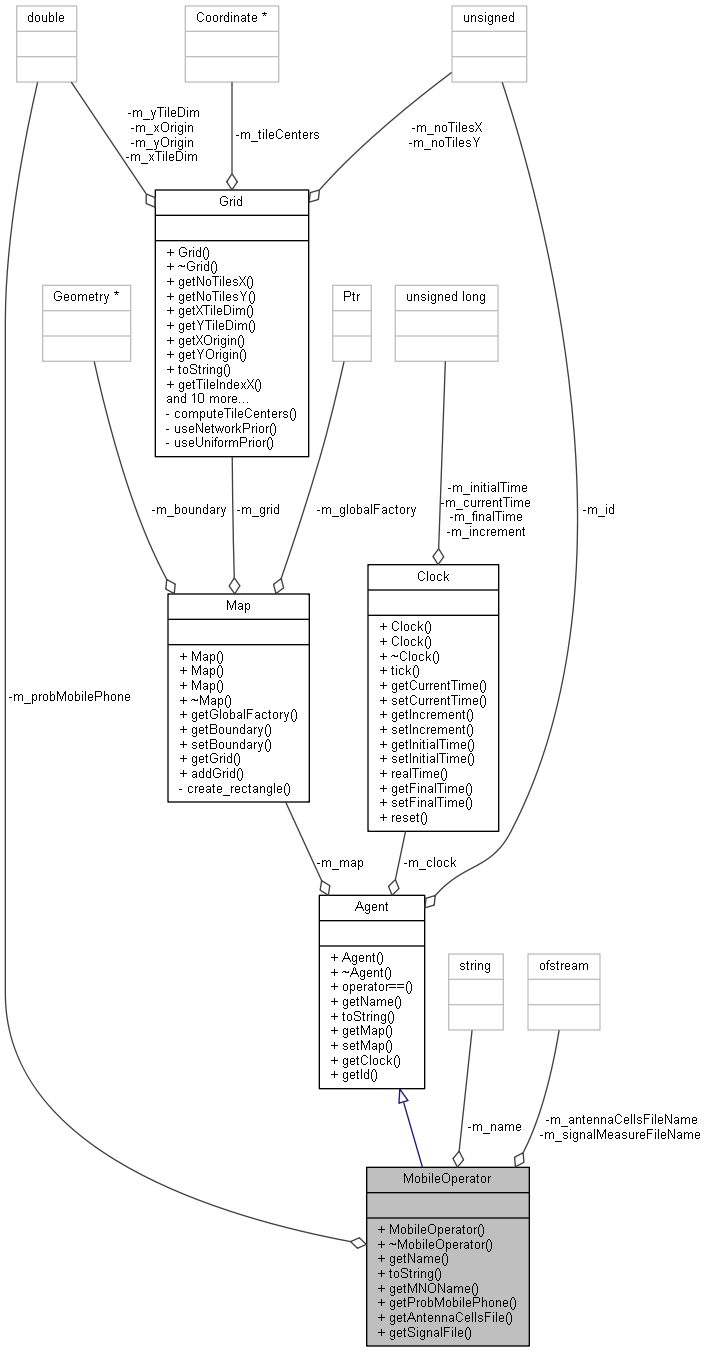 double
Coordinate *
unsigned
-m_yTileDim
-m_xOrigin
-m_yOrigin
-m_xTileDim
-m_tileCenters
-m_noTilesX
-m_noTilesY
Grid
+ Grid()
+ ~Grid()
+ getNoTilesX()
+ getNoTilesY()
+ getXTileDim()
+ getYTileDim()
+ getXOrigin()
+ getYOrigin()
+ toString()
+ getTileIndexX()
and 10 more...
- computeTileCenters()
- useNetworkPrior()
- useUniformPrior()
Geometry *
Ptr
unsigned long
-m_boundary
-m_grid
-m_globalFactory
-m_initialTime
-m_currentTime
-m_finalTime
-m_increment
-m_id
Map
+ Map()
+ Map()
+ Map()
+ ~Map()
+ getGlobalFactory()
+ getBoundary()
+ setBoundary()
+ getGrid()
+ addGrid()
- create_rectangle()
Clock
+ Clock()
+ Clock()
+ ~Clock()
+ tick()
+ getCurrentTime()
+ setCurrentTime()
+ getIncrement()
+ setIncrement()
+ getInitialTime()
+ setInitialTime()
+ realTime()
+ getFinalTime()
+ setFinalTime()
+ reset()
-m_probMobilePhone
-m_map
-m_clock
Agent
+ Agent()
+ ~Agent()
+ operator==()
+ getName()
+ toString()
+ getMap()
+ setMap()
+ getClock()
+ getId()
string
ofstream
-m_name
-m_antennaCellsFileName
-m_signalMeasureFileName
MobileOperator
+ MobileOperator()
+ ~MobileOperator()
+ getName()
+ toString()
+ getMNOName()
+ getProbMobilePhone()
+ getAntennaCellsFile()
+ getSignalFile()